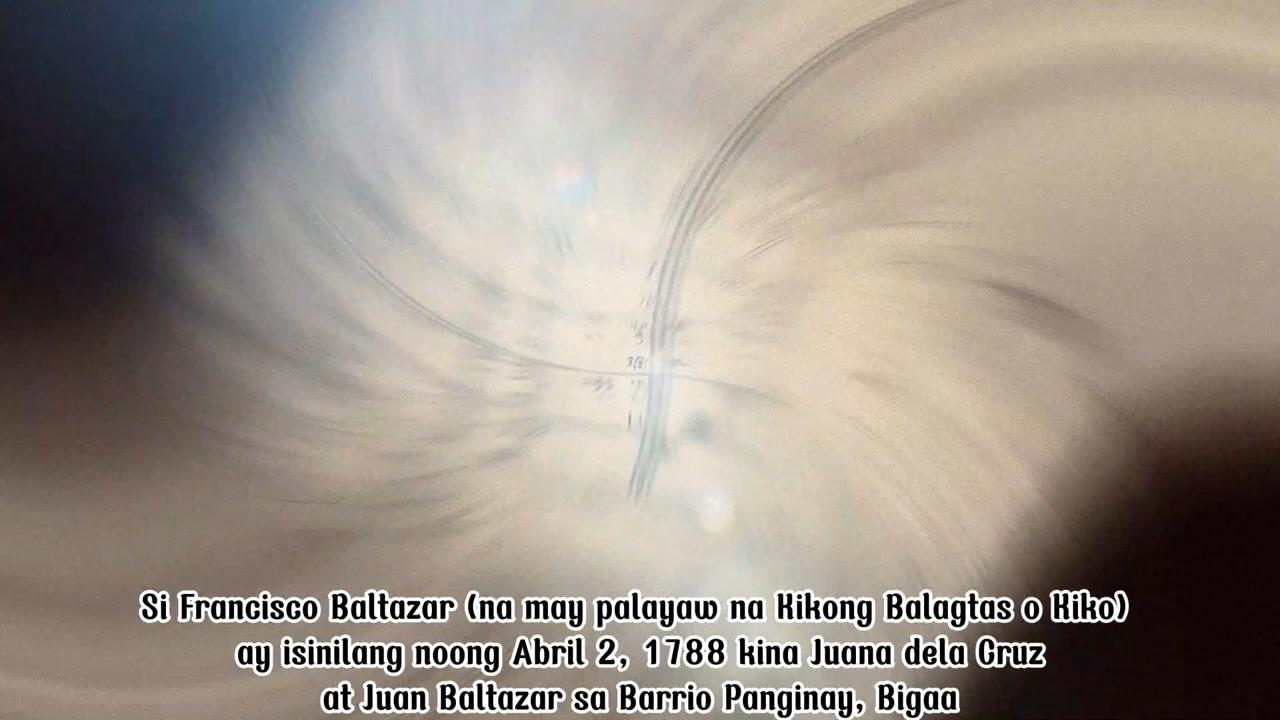 Si Francisco Baltazar (na may palayaw na Kikong Balagtas o Kiko)
ay isinilang noong Abril 2, 1788 kina Juana dela Cruz
at Juan Baltazar sa Barrio Panginay, Bigaa